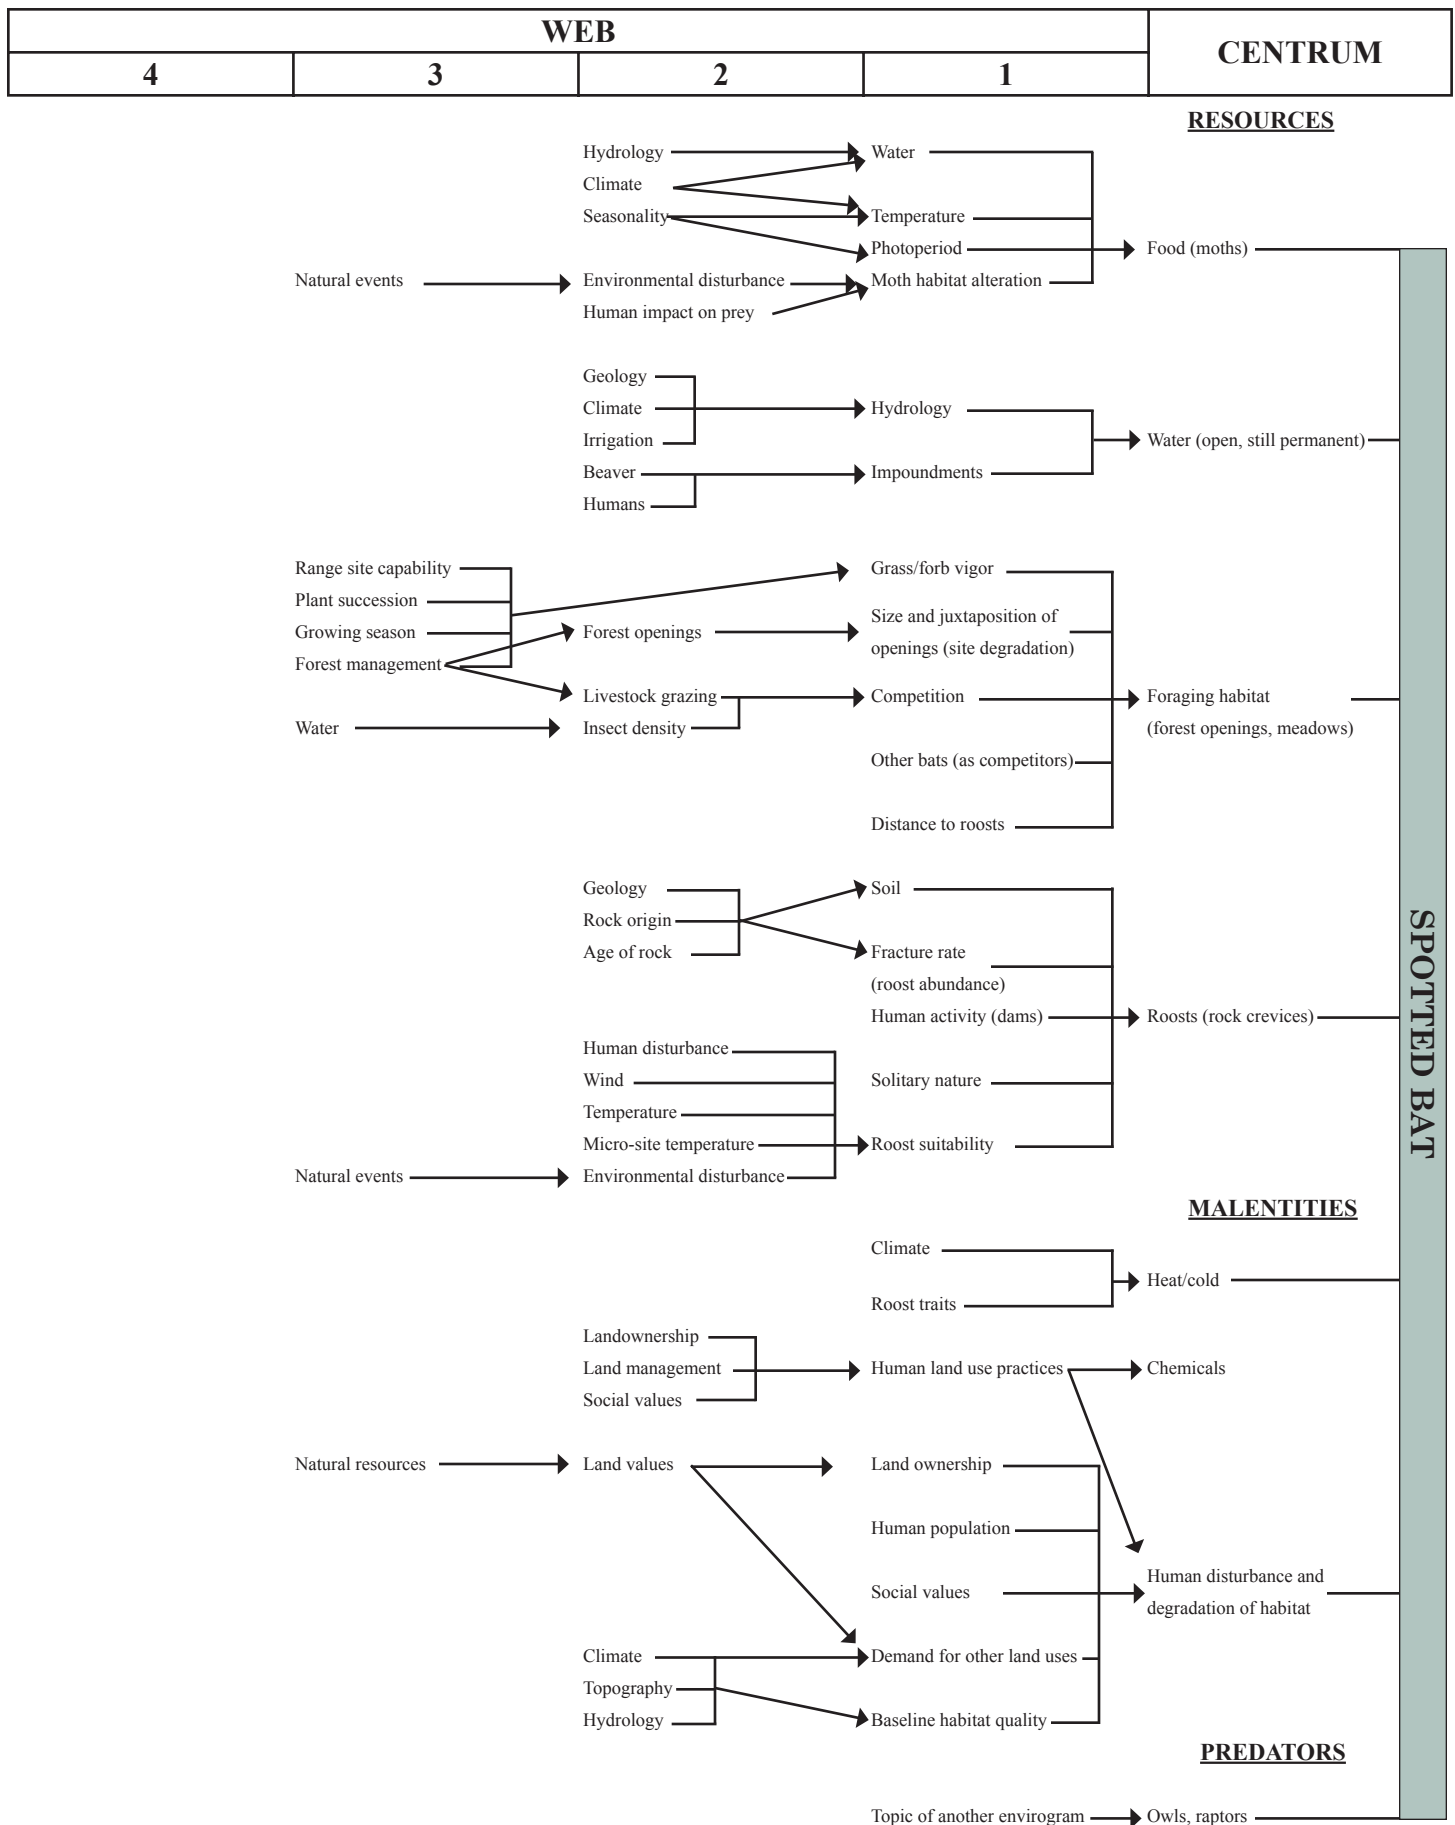 WEB
CENTRUM
4
3
2
1
RESOURCES
Hydrology
Water
Climate
Seasonality
Temperature
Photoperiod
Food (moths)
Natural events
Environmental disturbance
Moth habitat alteration
Human impact on prey
Geology
Climate
Hydrology
Irrigation
Water (open, still permanent)
Beaver
Impoundments
Humans
Range site capability
Grass/forb vigor
Plant succession
Size and juxtaposition of
Growing season
Forest openings
openings (site degradation)
Forest management
Livestock grazing
Competition
Foraging habitat
Water
Insect density
(forest openings, meadows)
Other bats (as competitors)
Distance to roosts
Geology
Soil
Rock origin
Age of rock
Fracture rate
(roost abundance)
Human activity (dams)
Roosts (rock crevices)
Human disturbance
Wind
Solitary nature
Temperature
Micro-site temperature
Roost suitability
Natural events
Environmental disturbance
SPOTTED BAT
MALENTITIES
Climate
Heat/cold
Roost traits
Landownership
Land management
Human land use practices
Chemicals
Social values
Natural resources
Land values
Land ownership
Human population
Human disturbance and
Social values
degradation of habitat
Climate
Demand for other land uses
Topography
Hydrology
Baseline habitat quality
PREDATORS
Topic of another envirogram
Owls, raptors